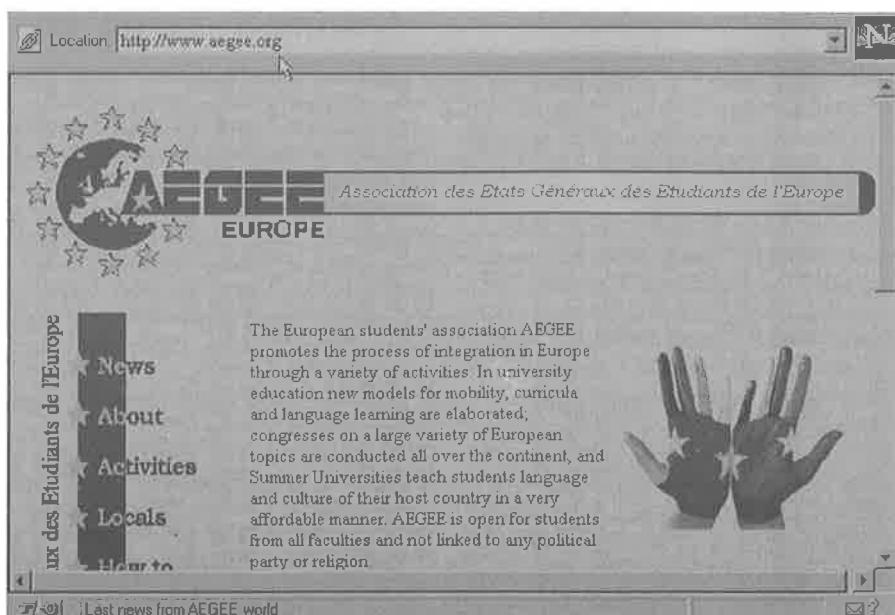 Location: http://www.aegee.org
N
AEGEE
Association des Etats Généraux des Etudiants de l'Europe
EUROPE
ux des Etudiants de l'Europe
News
About
Activities
Locals
How to
The European students' association AEGEE
promotes the process of integration in Europe
through a variety of activities. In university
education new models for mobility, curricula
and language learning are elaborated;
congresses on a large variety of European
topics are conducted all over the continent, and
Summer Universities teach students language
and culture of their host country in a very
affordable manner. AEGEE is open for students
from all faculties and not linked to any political
party or religion.
Last news from AEGEE world